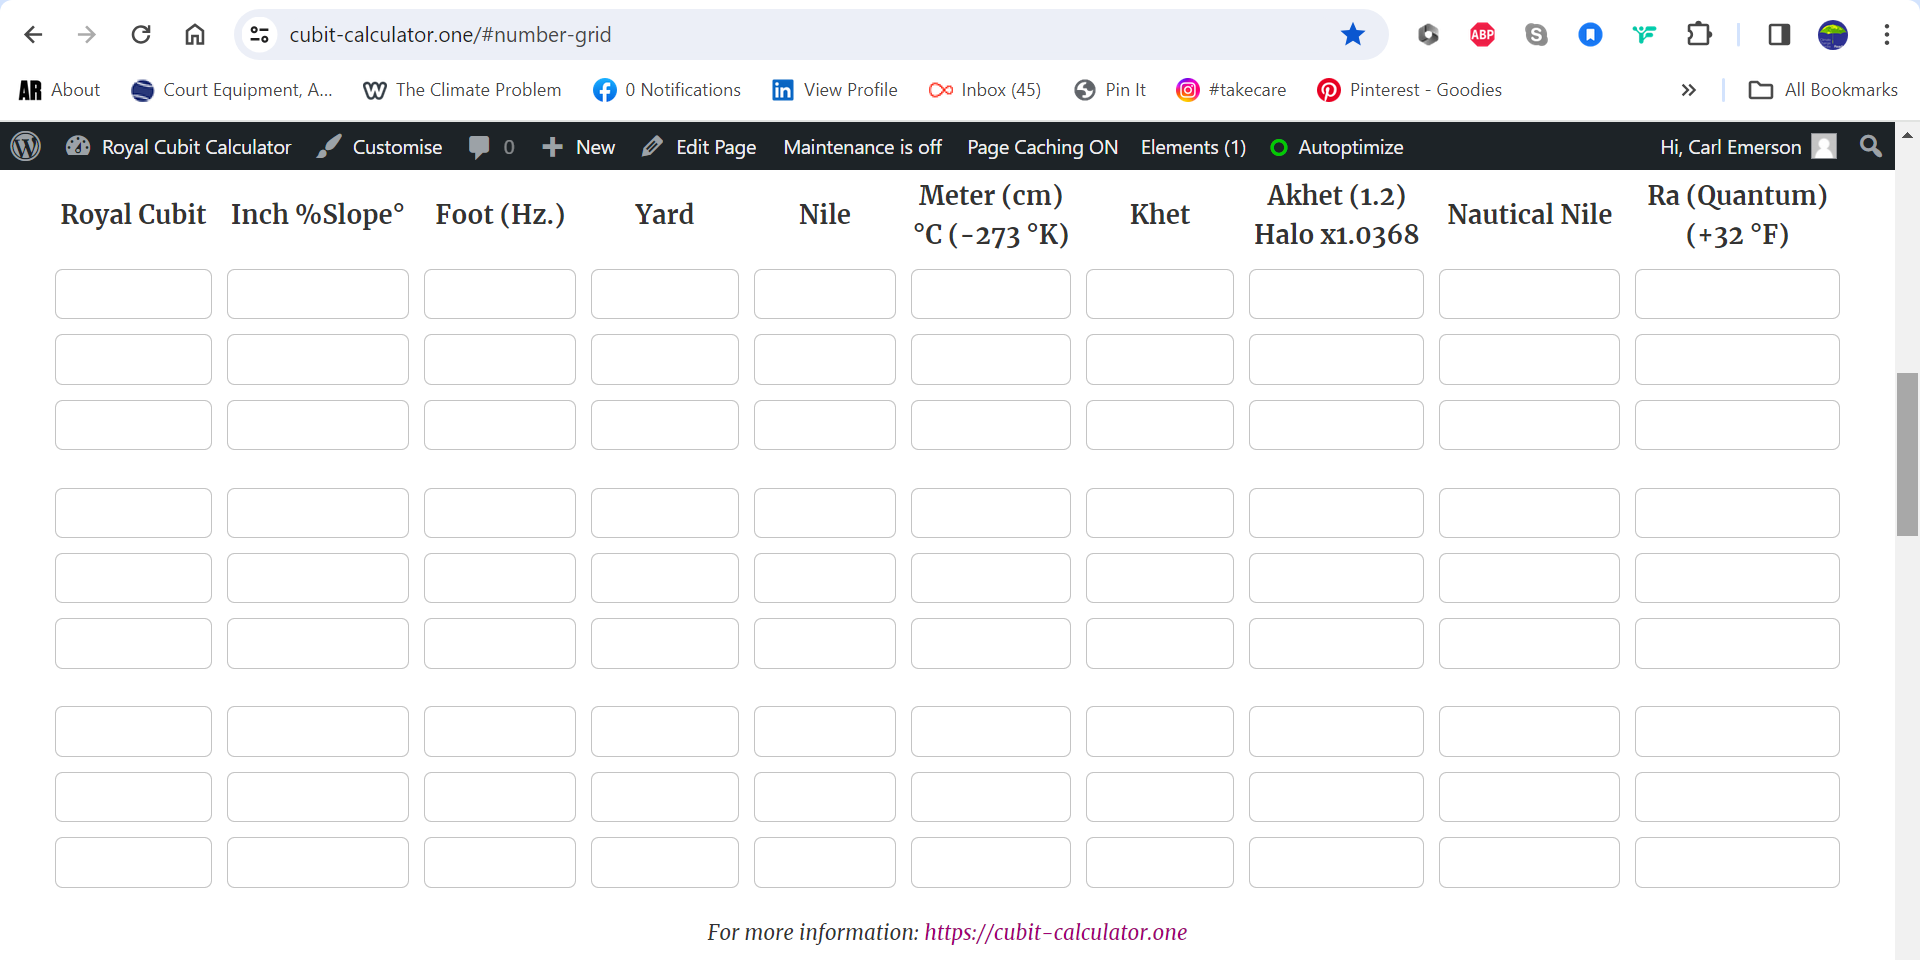 cubit-calculator.one/#number-grid
ABP
S
AR About
Court Equipment, A...
W The Climate Problem
0 Notifications
in View Profile
Inbox (45)
Pin It
#takecare
Pinterest - Goodies
»
All Bookmarks
Royal Cubit Calculator
Customise
0
New
Edit Page
Maintenance is off
Page Caching ON
Elements (1)
Autoptimize
Hi, Carl Emerson
Royal Cubit
Inch %Slope°
Foot (Hz.)
Yard
Nile
Meter (cm)
°C (-273 °K)
Khet
Akhet (1.2)
Halo x1.0368
Nautical Nile
Ra (Quantum)
(+32 °F)
For more information: https://cubit-calculator.one